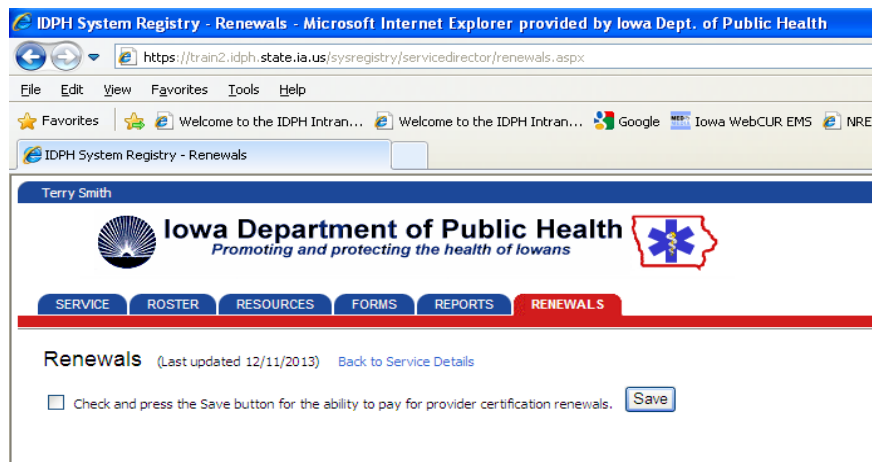 IDPH System Registry - Renewals - Microsoft Internet Explorer provided by Iowa Dept. of Public Health
https://train2.idph.state.ia.us/sysregistry/servicedirector/renewals.aspx
File Edit View Favorites Tools Help
Favorites Welcome to the IDPH Intran... Welcome to the IDPH Intran... Google Iowa WebCUR EMS NRE
IDPH System Registry - Renewals
Terry Smith
Iowa Department of Public Health
Promoting and protecting the health of Iowans
SERVICE ROSTER RESOURCES FORMS REPORTS RENEWALS
Renewals (Last updated 12/11/2013) Back to Service Details
Check and press the Save button for the ability to pay for provider certification renewals. Save